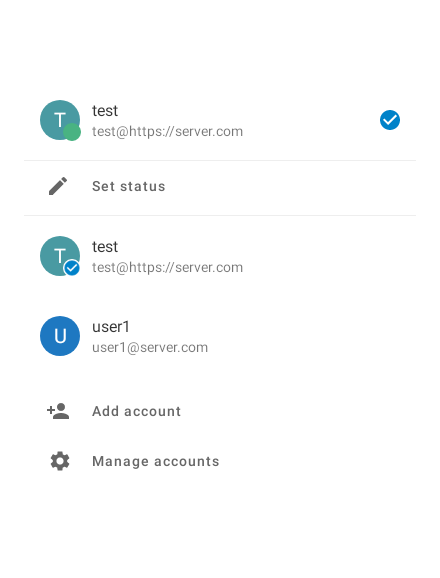 T
test
test@https://server.com
Set status
T
test
test@https://server.com
U
user1
user1@server.com
Add account
Manage accounts